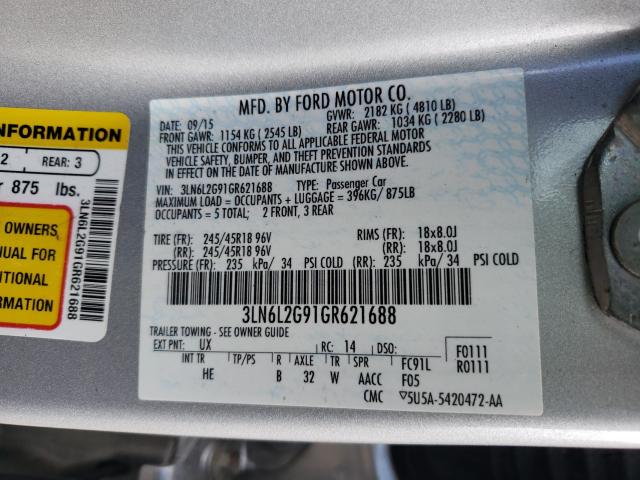 MFD. BY FORD MOTOR CO.
09/15
GVWR: 2182 KG ( 4810 LB)
FRONT GAWR: 1154 KG ( 2545 LB)
REAR GAWR: 1034 KG ( 2280 LB)
THIS VEHICLE CONFORMS TO ALL APPLICABLE FEDERAL MOTOR
VEHICLE SAFETY, BUMPER, AND THEFT PREVENTION STANDARDS
IN EFFECT ON THE DATE OF MANUFACTURE SHOWN ABOVE.
VIN: 3LN6L2G91GR621688 TYPE: Passenger Car
MAXIMUM LOAD = OCCUPANTS + LUGGAGE = 396KG/ 875LB
OCCUPANTS = 5 TOTAL; 2 FRONT, 3 REAR
TIRE (FR): 245/45R18 96V RIMS (FR): 18x8.0J
(RR): 245/45R18 96V (RR): 18x8.0J
PRESSURE (FR): 235 kPa/ 34 PSI COLD (RR): 235 kPa/ 34 PSI COLD
3LN6L2G91GR621688
TRAILER TOWING - SEE OWNER GUIDE
EXT PNT: UX RC: 14 DSO:
INT TR TP/PS R AXLE TR SPR FC91L
HE B 32 W AACC F05
CMC ▽5U5A-5420472-AA
F0111
R0111
INFORMATION
2 REAR: 3
875 lbs.
OWNERS
NUAL FOR
ITIONAL
RMATION
3LN6L2G91GR621688